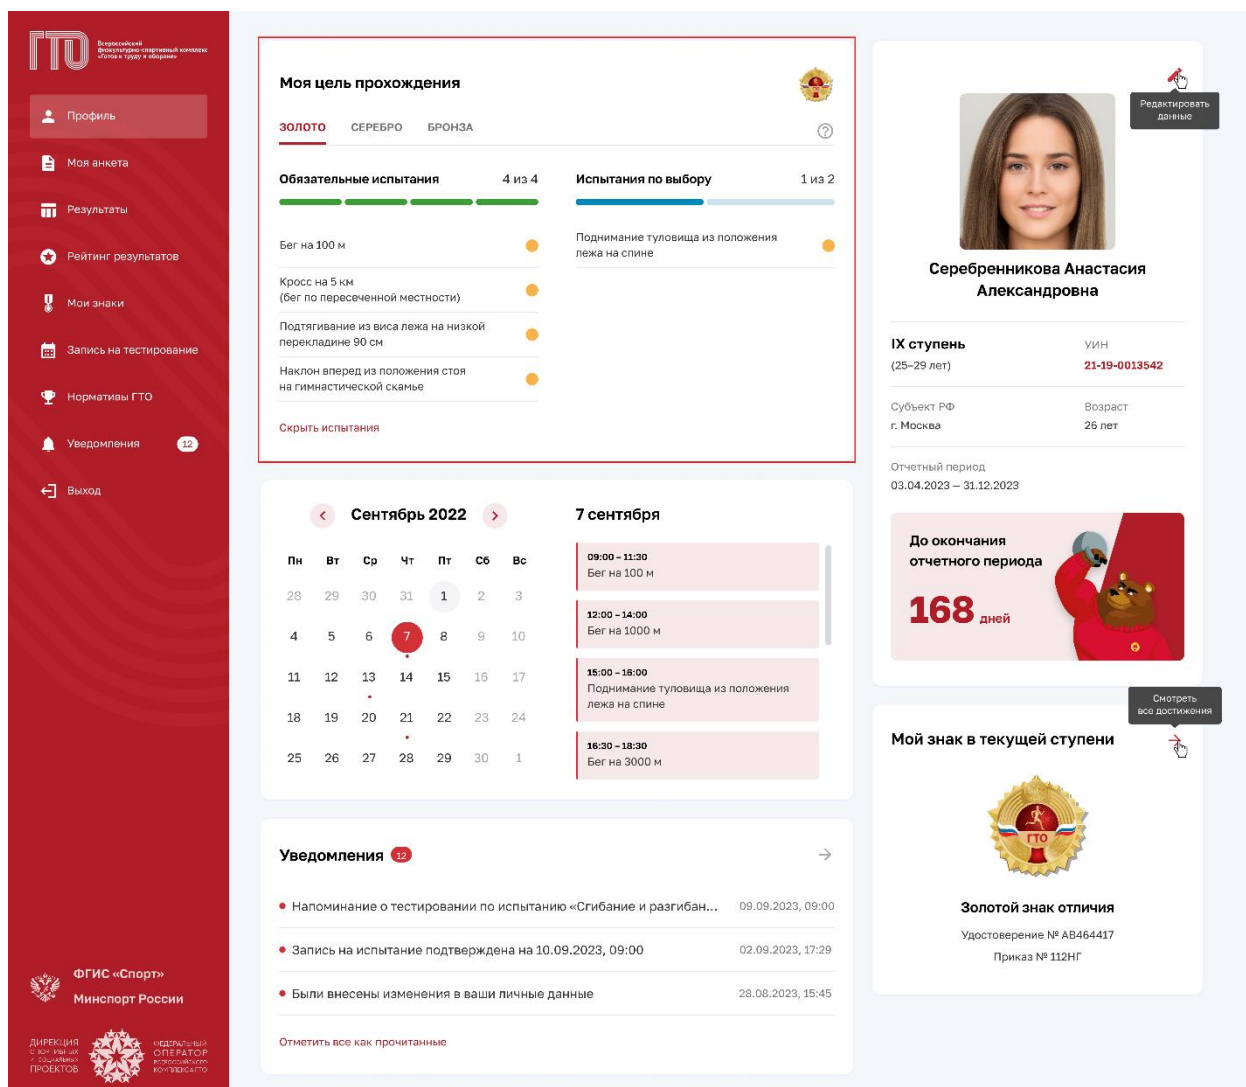 ГТО
Всероссийский
физкультурно-спортивный комплекс
«Готов к труду и обороне»
Профиль
Моя анкета
Результаты
Рейтинг результатов
Мои знаки
Запись на тестирование
Нормативы ГТО
Уведомления 12
Выход
ФГИС «Спорт»
Минспорт России
ДИРЕКЦИЯ
СПОРТИВНЫХ
И СОЦИАЛЬНЫХ
ПРОЕКТОВ
ФЕДЕРАЛЬНЫЙ
ОПЕРАТОР
ВСЕРОССИЙСКОГО
КОМПЛЕКСА ГТО
Моя цель прохождения
ЗОЛОТО СЕРЕБРО БРОНЗА
?
Обязательные испытания 4 из 4
Бег на 100 м
Кросс на 5 км
(бег по пересеченной местности)
Подтягивание из виса лежа на низкой
перекладине 90 см
Наклон вперед из положения стоя
на гимнастической скамье
Скрыть испытания
Испытания по выбору 1 из 2
Поднимание туловища из положения
лежа на спине
Сентябрь 2022
Пн Вт Ср Чт Пт Сб Вс
28 29 30 31 1 2 3
4 5 6 7 8 9 10
11 12 13 14 15 16 17
18 19 20 21 22 23 24
25 26 27 28 29 30 1
7 сентября
09:00 – 11:30
Бег на 100 м
12:00 – 14:00
Бег на 1000 м
15:00 – 16:00
Поднимание туловища из положения
лежа на спине
16:30 – 18:30
Бег на 3000 м
Уведомления 12
Напоминание о тестировании по испытанию «Сгибание и разгибан... 09.09.2023, 09:00
Запись на испытание подтверждена на 10.09.2023, 09:00 02.09.2023, 17:29
Были внесены изменения в ваши личные данные 28.08.2023, 15:45
Отметить все как прочитанные
Редактировать
данные
Серебренникова Анастасия
Александровна
IX ступень
(25–29 лет)
УИН
21-19-0013542
Субъект РФ
г. Москва
Возраст
26 лет
Отчетный период
03.04.2023 — 31.12.2023
До окончания
отчетного периода
168 дней
Смотреть
все достижения
Мой знак в текущей ступени
ГТО
Золотой знак отличия
Удостоверение № АВ464417
Приказ № 112НГ